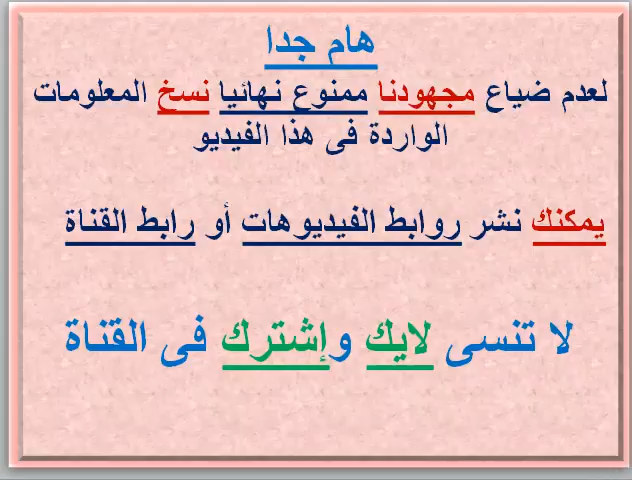 هام جدا
لعدم ضياع مجهودنا ممنوع نهائيا نسخ المعلومات
الواردة فى هذا الفيديو
يمكنك نشر روابط الفيديوهات أو رابط القناة
لا تنسى لايك وإشترك فى القناة